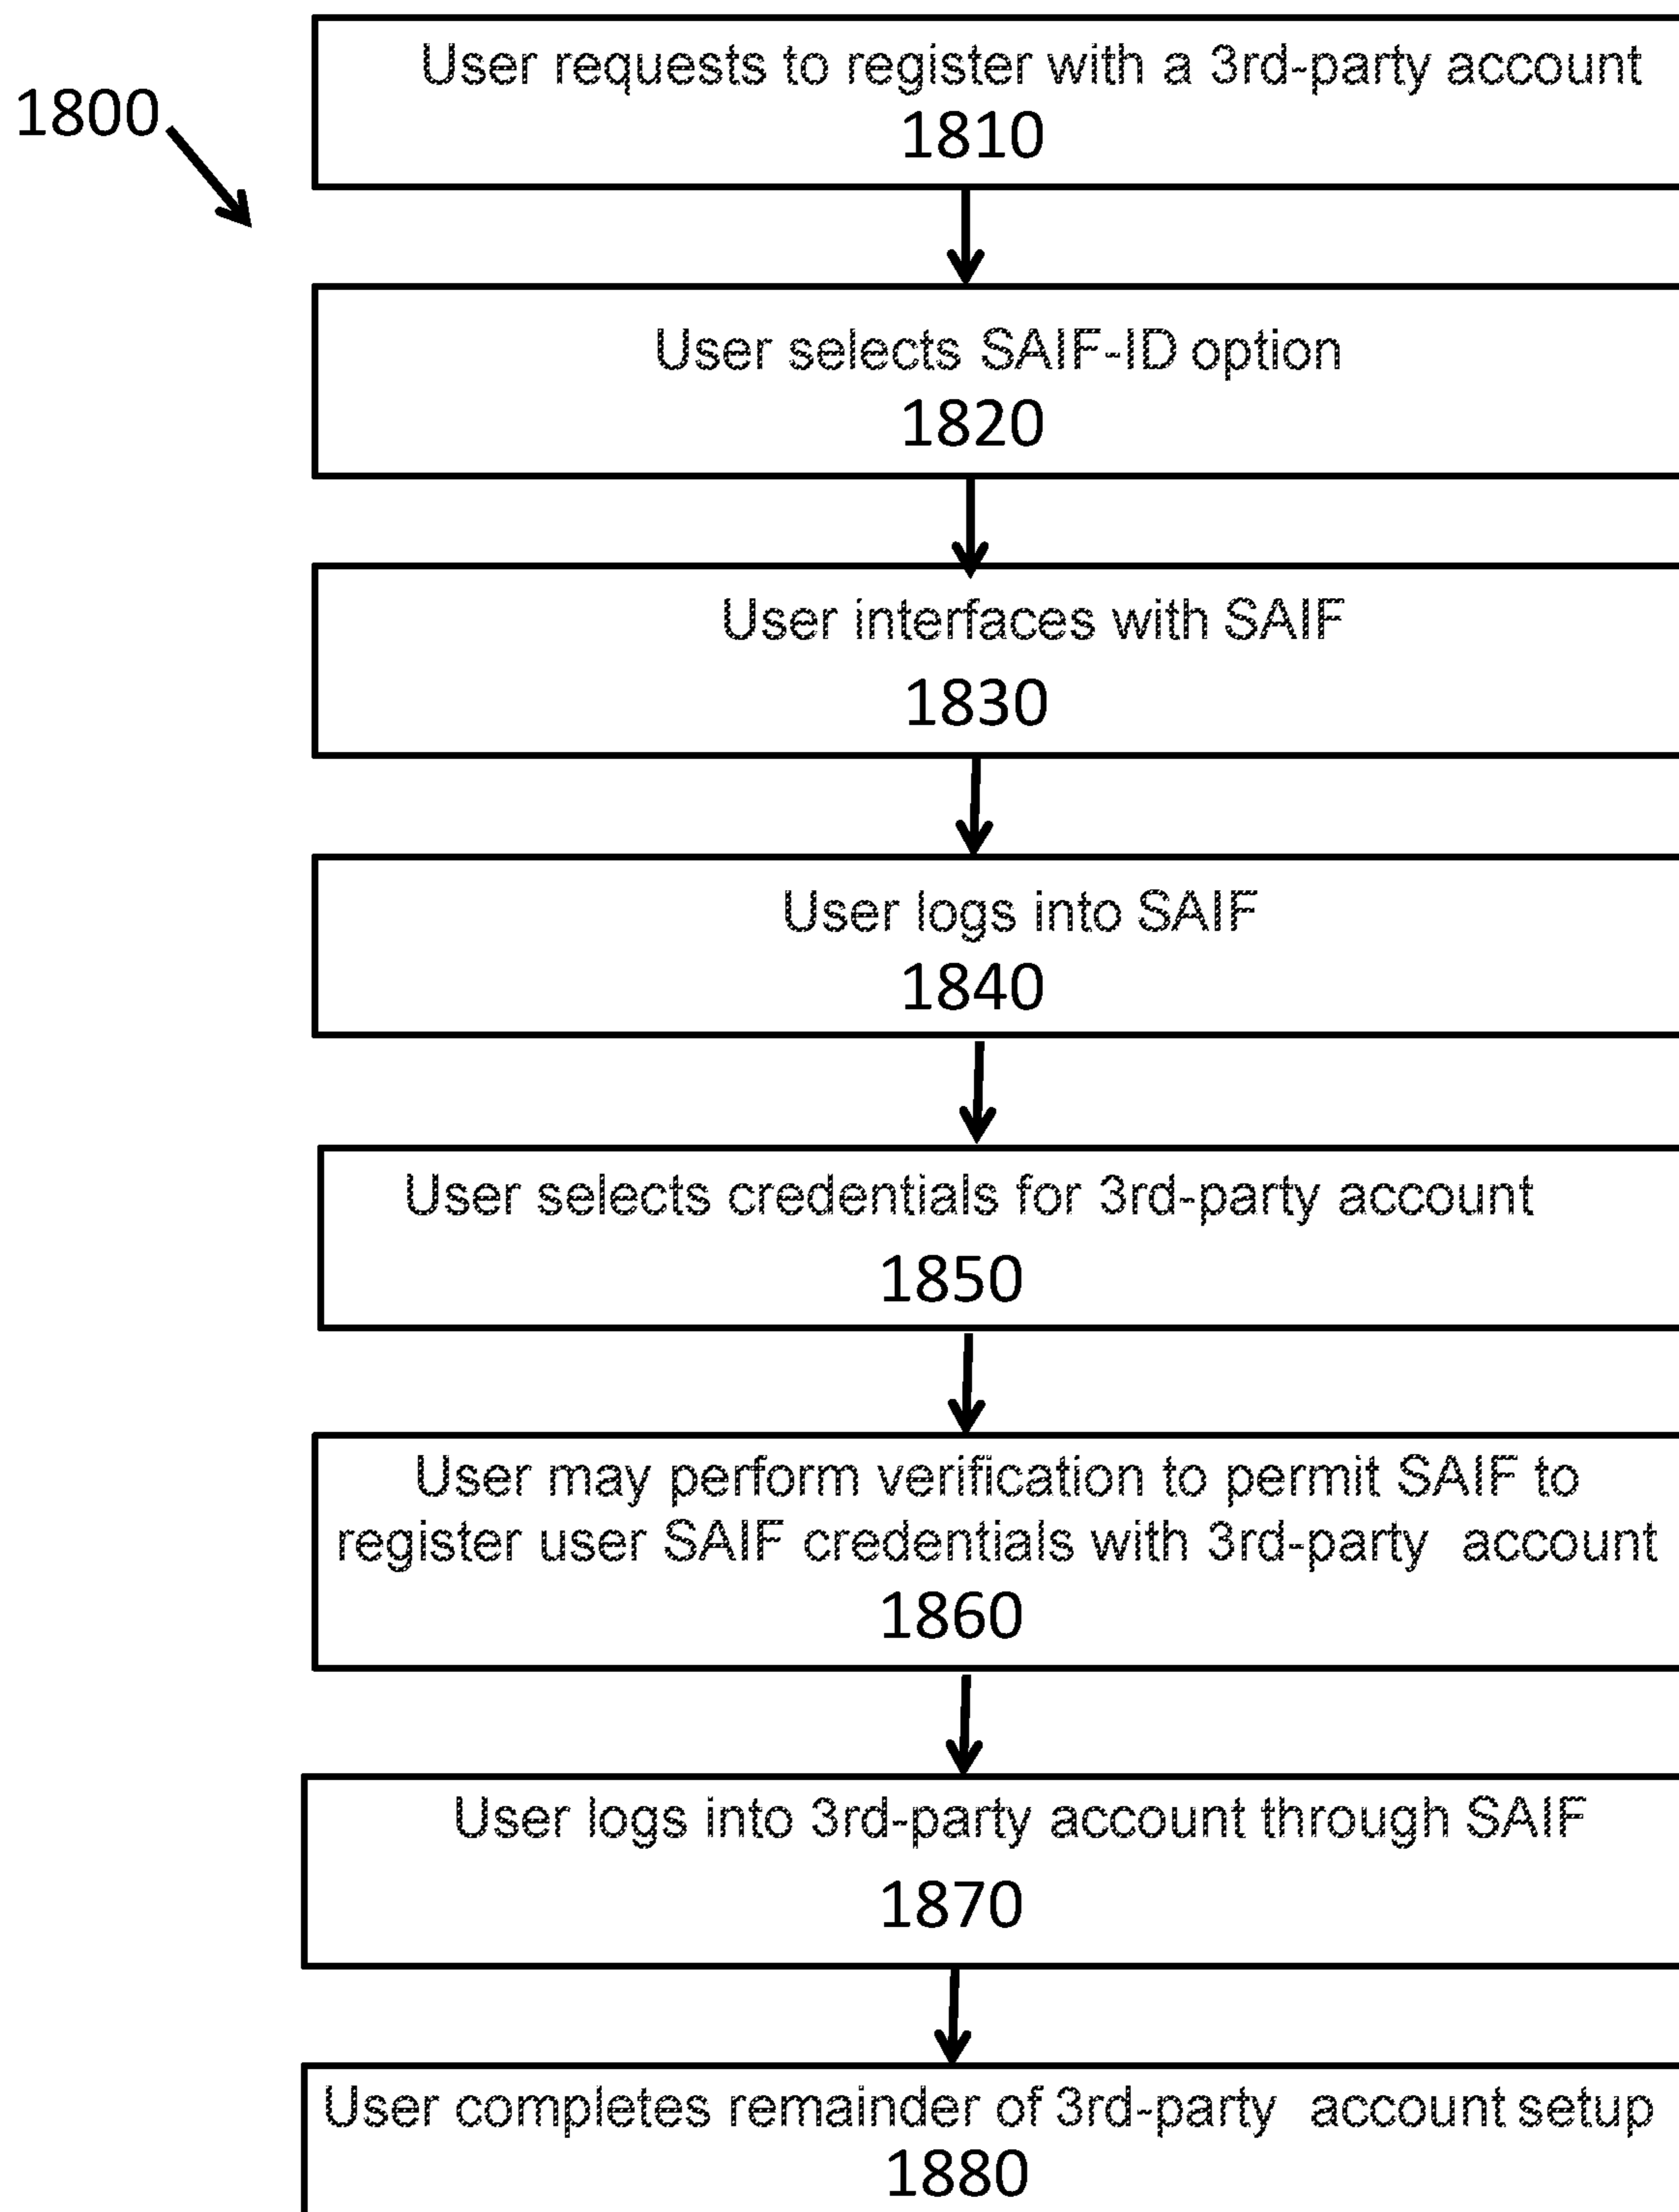 User requests to register with a 3rd-party account
1810
1800
User selects SAIF-ID option
1820
User interfaces with SAIF
1830
User logs into SAIF
1840
User selects credentials for 3rd-party account
1850
User may perform verification to permit SAIF to
register user SAIF credentials with 3rd-party account
1860
User logs into 3rd-party account through SAIF
1870
User completes remainder of 3rd-party account setup
1880